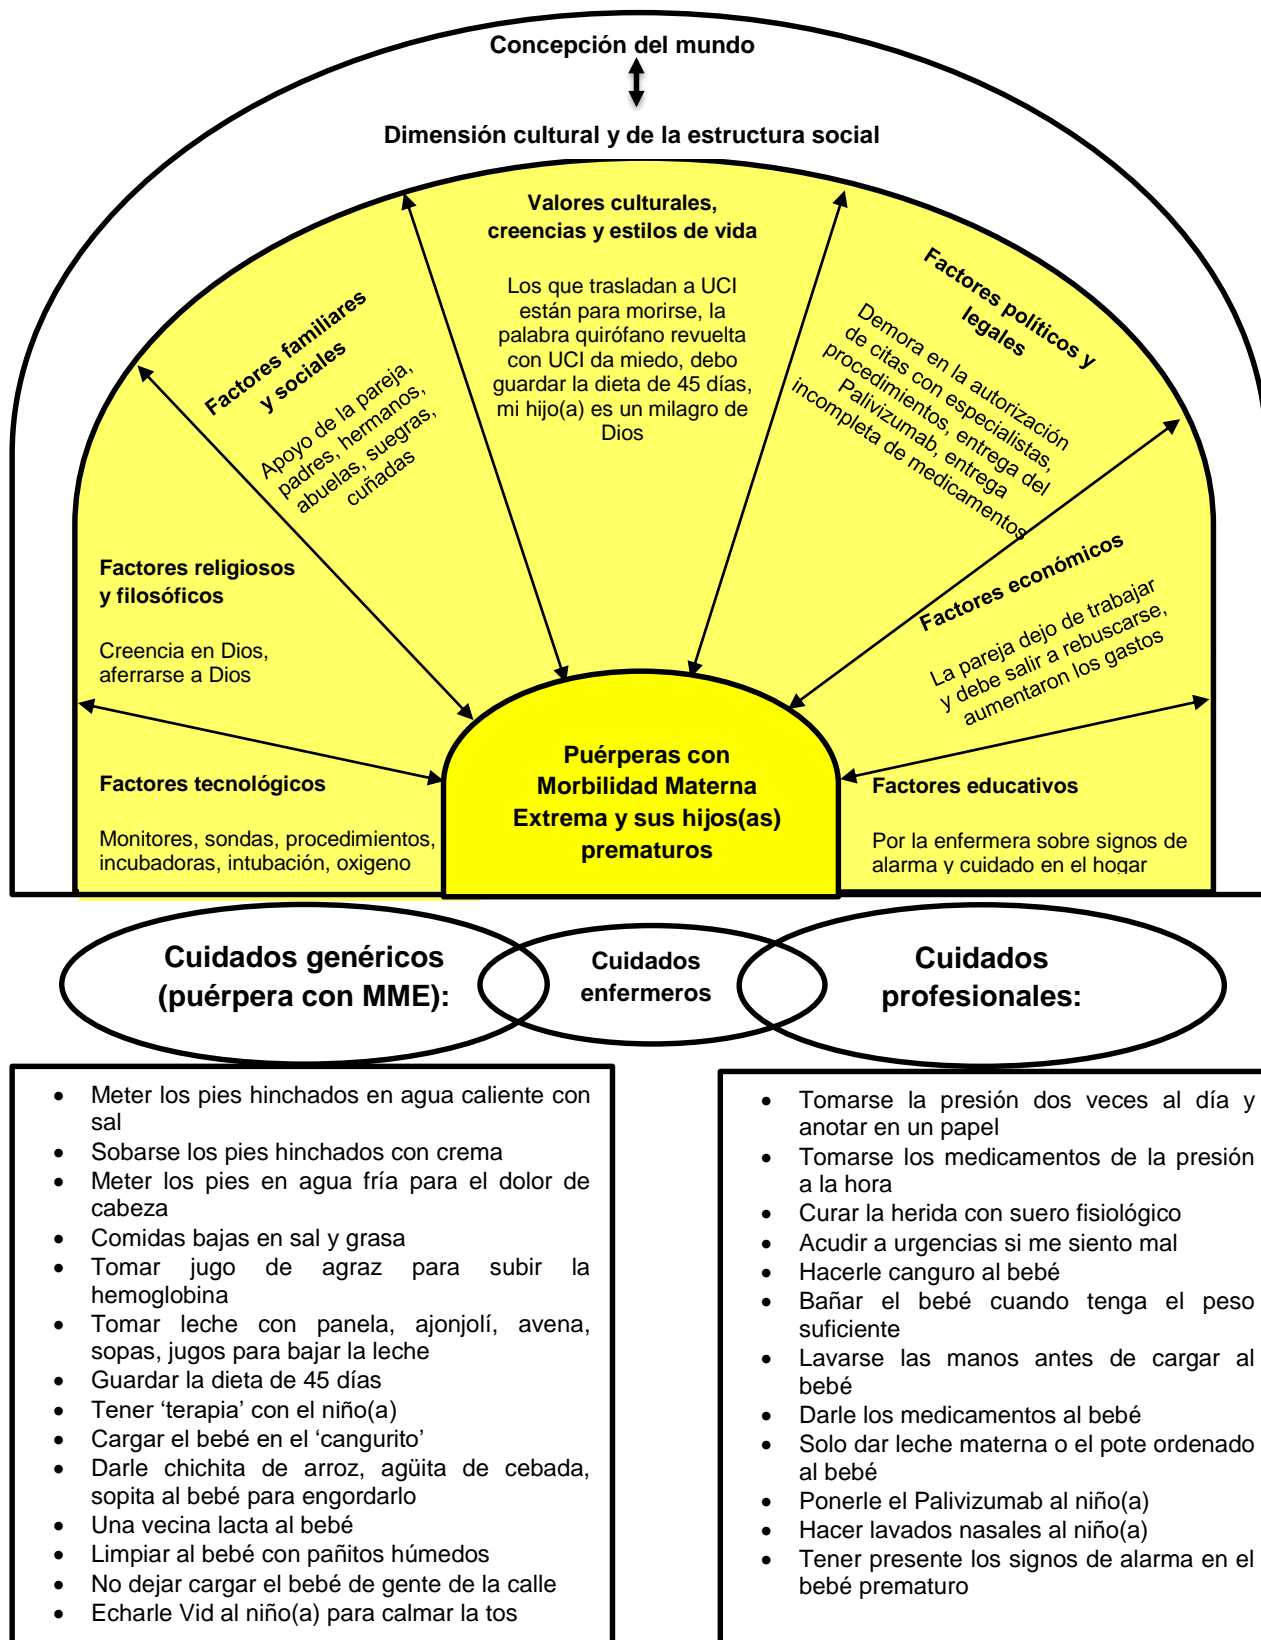 Concepción del mundo
Dimensión cultural y de la estructura social
Valores culturales,
creencias y estilos de vida
Los que trasladan a UCI
están para morirse, la
palabra quirófano revuelta
con UCI da miedo, debo
guardar la dieta de 45 días,
mi hijo(a) es un milagro de
Dios
Factores familiares
y sociales
Apoyo de la pareja,
padres, hermanos,
abuelas, suegras,
cuñadas
Factores políticos y
legales
Demora en la autorización
de citas con especialistas,
procedimientos, entrega del
Palivizumab, entrega
incompleta de medicamentos
Factores religiosos
y filosóficos
Creencia en Dios,
aferrarse a Dios
Factores económicos
La pareja dejo de trabajar
y debe salir a rebuscarse,
aumentaron los gastos
Factores tecnológicos
Monitores, sondas, procedimientos,
incubadoras, intubación, oxigeno
Puérperas con
Morbilidad Materna
Extrema y sus hijos(as)
prematuros
Factores educativos
Por la enfermera sobre signos de
alarma y cuidado en el hogar
Cuidados genéricos
(puérpera con MME):
Cuidados
enfermeros
Cuidados
profesionales:
• Meter los pies hinchados en agua caliente con
sal
• Sobarse los pies hinchados con crema
• Meter los pies en agua fría para el dolor de
cabeza
• Comidas bajas en sal y grasa
• Tomar jugo de agraz para subir la
hemoglobina
• Tomar leche con panela, ajonjolí, avena,
sopas, jugos para bajar la leche
• Guardar la dieta de 45 días
• Tener ‘terapia’ con el niño(a)
• Cargar el bebé en el ‘cangurito’
• Darle chichita de arroz, agüita de cebada,
sopita al bebé para engordarlo
• Una vecina lacta al bebé
• Limpiar al bebé con pañitos húmedos
• No dejar cargar el bebé de gente de la calle
• Echarle Vid al niño(a) para calmar la tos
• Tomarse la presión dos veces al día y
anotar en un papel
• Tomarse los medicamentos de la presión
a la hora
• Curar la herida con suero fisiológico
• Acudir a urgencias si me siento mal
• Hacerle canguro al bebé
• Bañar el bebé cuando tenga el peso
suficiente
• Lavarse las manos antes de cargar al
bebé
• Darle los medicamentos al bebé
• Solo dar leche materna o el pote ordenado
al bebé
• Ponerle el Palivizumab al niño(a)
• Hacer lavados nasales al niño(a)
• Tener presente los signos de alarma en el
bebé prematuro